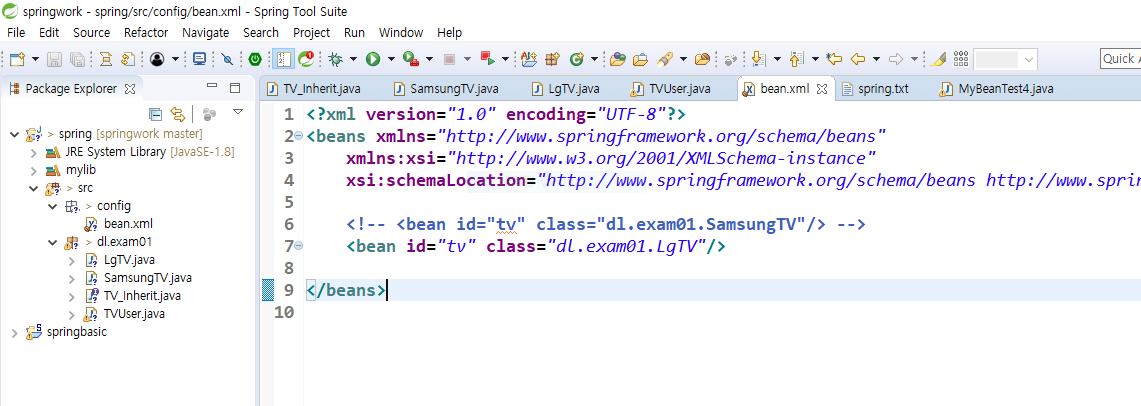 springwork - spring/src/config/bean.xml - Spring Tool Suite
File Edit Source Refactor Navigate Search Project Run Window Help
Quick
Package Explorer
TV_Inherit.java SamsungTV.java LgTV.java TVUser.java bean.xml spring.txt MyBeanTest4.java
> spring [springwork master]
JRE System Library [JavaSE-1.8]
mylib
> src
> config
bean.xml
> dl.exam01
LgTV.java
SamsungTV.java
TV_Inherit.java
TVUser.java
springbasic
1 <?xml version="1.0" encoding="UTF-8"?>
2 <beans xmlns="http://www.springframework.org/schema/beans"
3 xmlns:xsi="http://www.w3.org/2001/XMLSchema-instance"
4 xsi:schemaLocation="http://www.springframework.org/schema/beans http://www.spring
5
6 <!-- <bean id="tv" class="dl.exam01.SamsungTV"/> -->
7 <bean id="tv" class="dl.exam01.LgTV"/>
8
9 </beans>
10